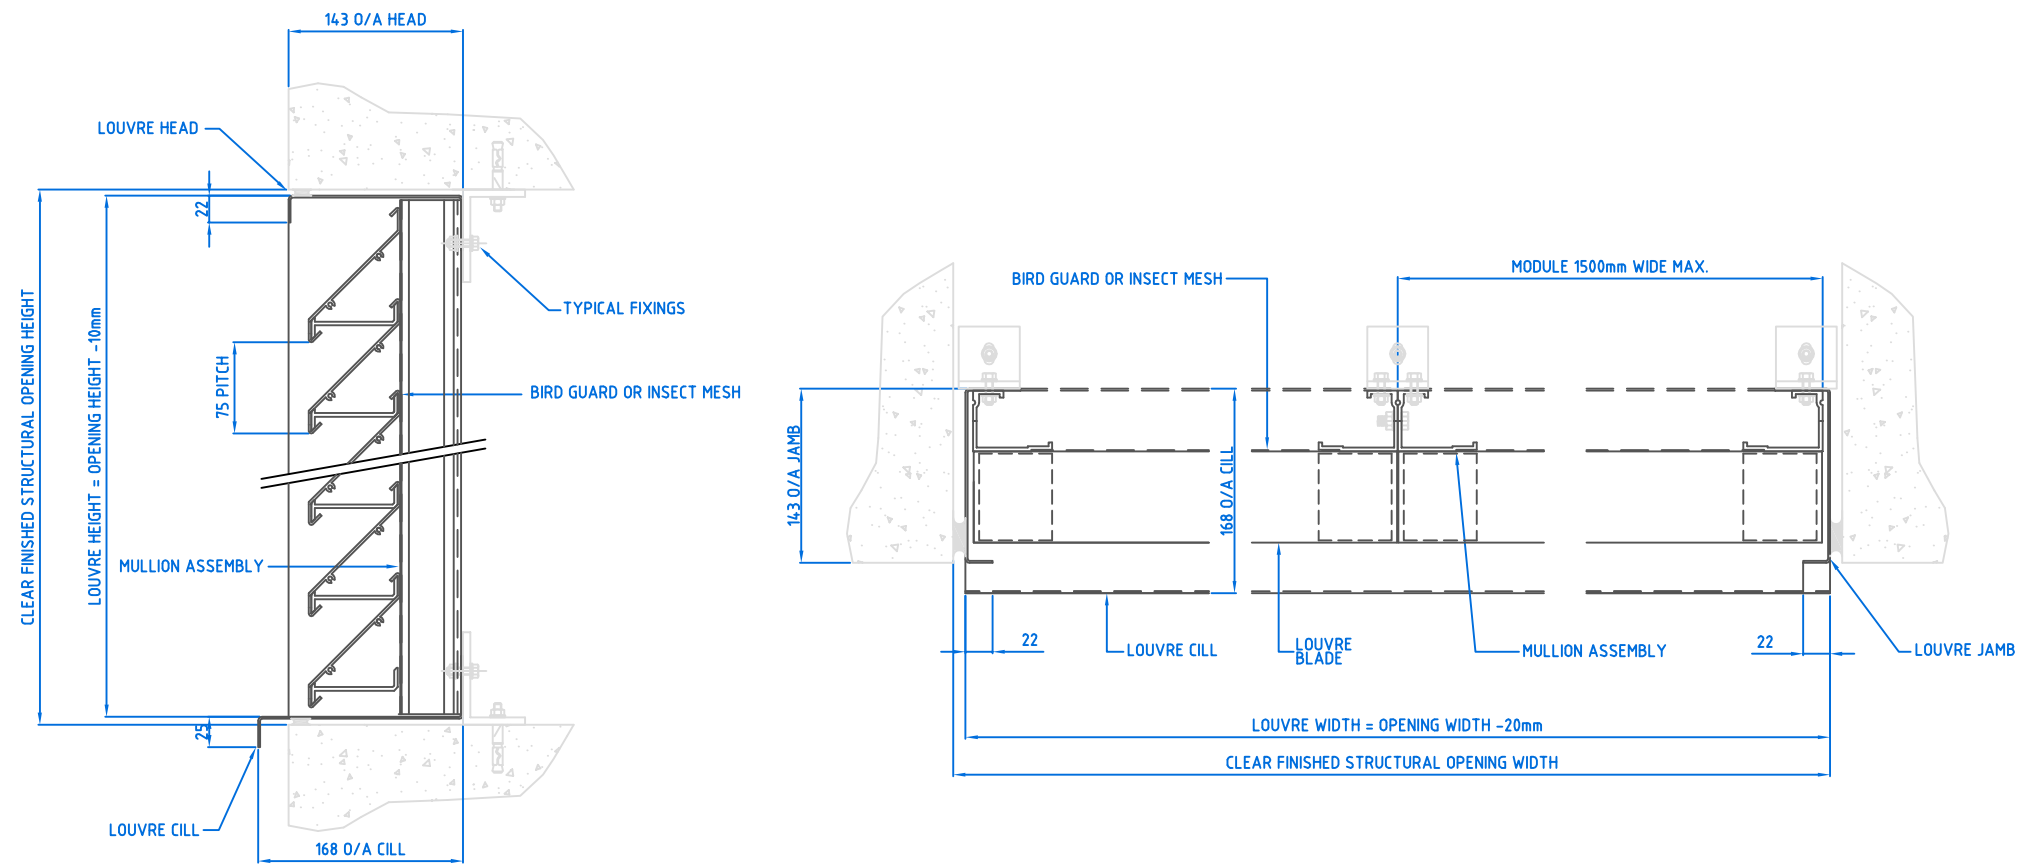 143 O/A HEAD
LOUVRE HEAD
22
CLEAR FINISHED STRUCTURAL OPENING HEIGHT
LOUVRE HEIGHT = OPENING HEIGHT -10mm
75 PITCH
TYPICAL FIXINGS
BIRD GUARD OR INSECT MESH
MULLION ASSEMBLY
25
LOUVRE CILL
168 O/A CILL
BIRD GUARD OR INSECT MESH
MODULE 1500mm WIDE MAX.
143 O/A JAMB
168 O/A CILL
22
LOUVRE CILL
LOUVRE
BLADE
MULLION ASSEMBLY
22
LOUVRE JAMB
LOUVRE WIDTH = OPENING WIDTH -20mm
CLEAR FINISHED STRUCTURAL OPENING WIDTH